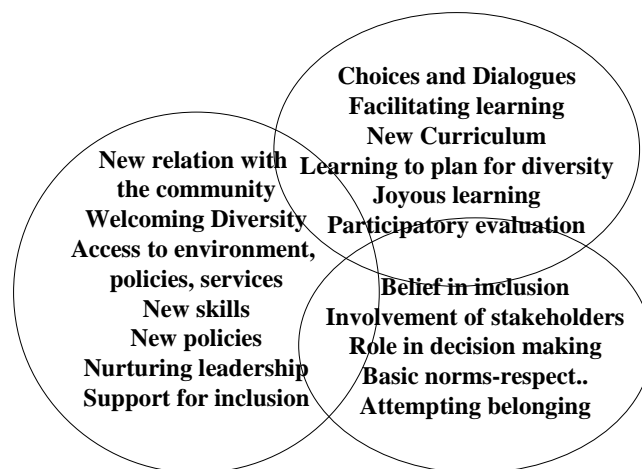 Choices and Dialogues
Facilitating learning
New Curriculum
Learning to plan for diversity
Joyous learning
Participatory evaluation
New relation with
the community
Welcoming Diversity
Access to environment,
policies, services
New skills
New policies
Nurturing leadership
Support for inclusion
Belief in inclusion
Involvement of stakeholders
Role in decision making
Basic norms-respect..
Attempting belonging